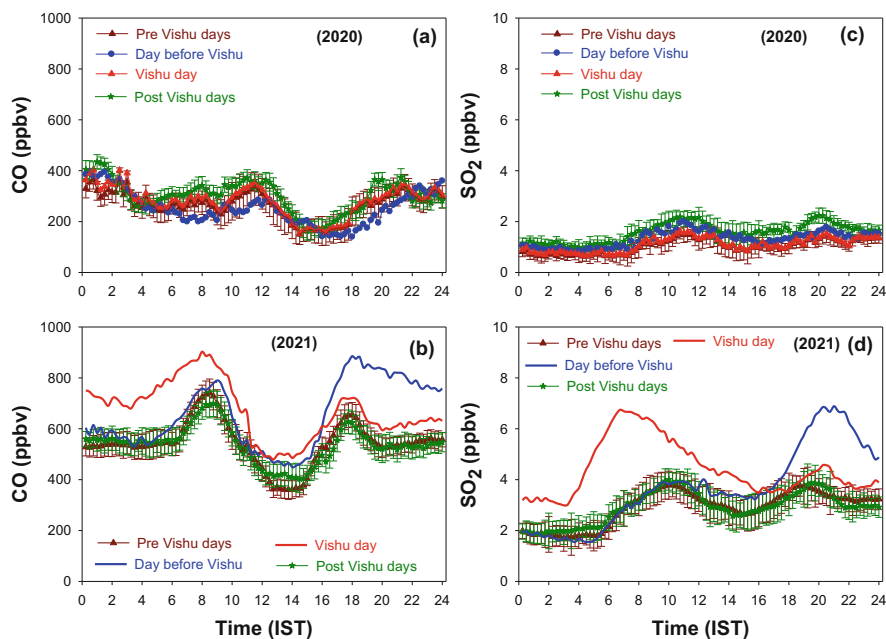 1000
800
600
400
200
0
CO (ppbv)
Pre Vishu days
Day before Vishu
Vishu day
Post Vishu days
(2020)
(a)
0 2 4 6 8 10 12 14 16 18 20 22 24
10
8
6
4
2
0
SO2 (ppbv)
Pre Vishu days
Day before Vishu
Vishu day
Post Vishu days
(2020)
(c)
0 2 4 6 8 10 12 14 16 18 20 22 24
1000
800
600
400
200
0
CO (ppbv)
(2021)
(b)
Pre Vishu days
Vishu day
Day before Vishu
Post Vishu days
0 2 4 6 8 10 12 14 16 18 20 22 24
Time (IST)
10
8
6
4
2
0
SO2 (ppbv)
Pre Vishu days
Vishu day
(2021)
(d)
Day before Vishu
Post Vishu days
0 2 4 6 8 10 12 14 16 18 20 22 24
Time (IST)